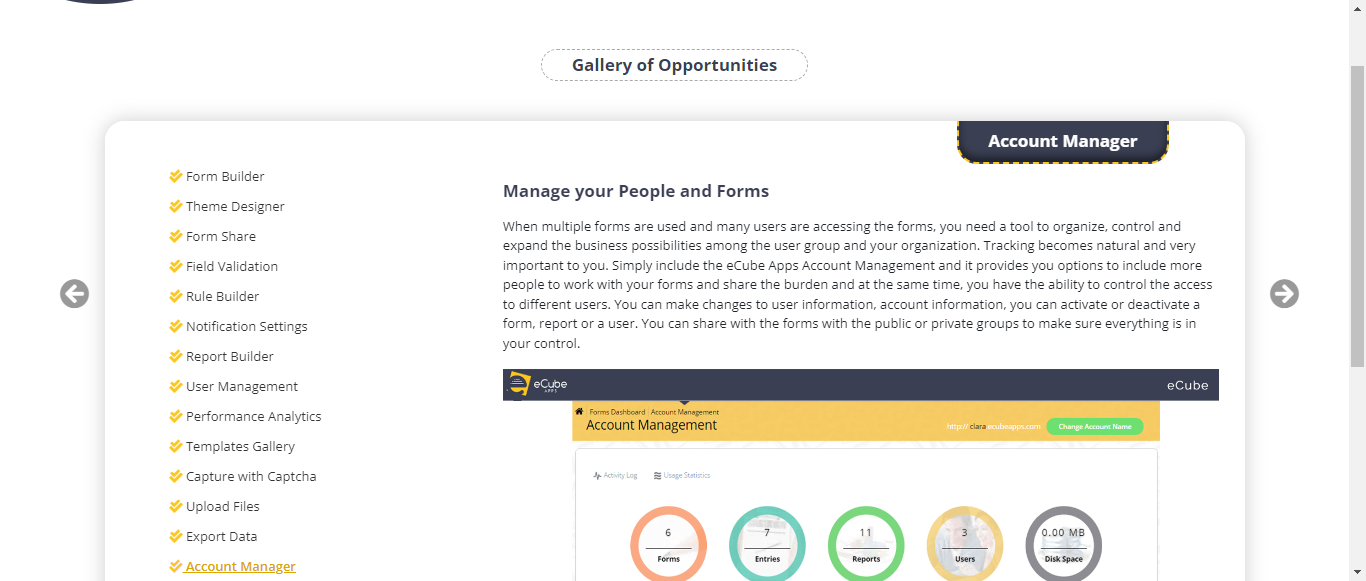 Gallery of Opportunities
Account Manager
Form Builder
Theme Designer
Form Share
Field Validation
Rule Builder
Notification Settings
Report Builder
User Management
Performance Analytics
Templates Gallery
Capture with Captcha
Upload Files
Export Data
Account Manager
Manage your People and Forms
When multiple forms are used and many users are accessing the forms, you need a tool to organize, control and
expand the business possibilities among the user group and your organization. Tracking becomes natural and very
important to you. Simply include the eCube Apps Account Management and it provides you options to include more
people to work with your forms and share the burden and at the same time, you have the ability to control the access
to different users. You can make changes to user information, account information, you can activate or deactivate a
form, report or a user. You can share with the forms with the public or private groups to make sure everything is in
your control.
eCube
APPS
eCube
Forms Dashboard Account Management
Account Management
http:// clara.ecubeapps.com Change Account Name
Activity Log Usage Statistics
6 7 11 3 0.00 MB
Forms Entries Reports Users Disk Space